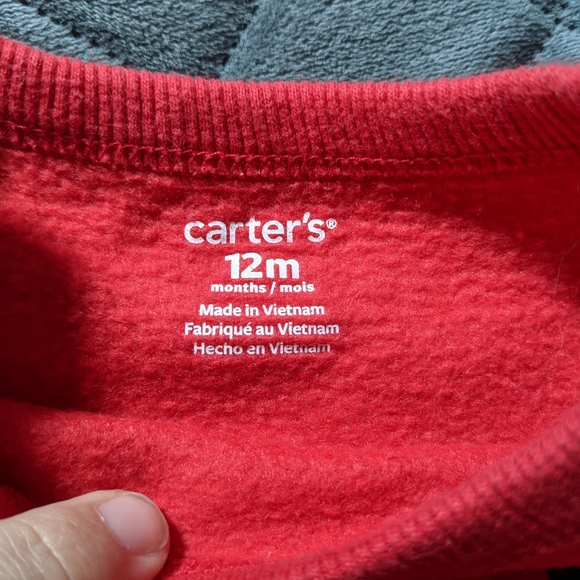 carter's®
12m
months / mois
Made in Vietnam
Fabriqué au Vietnam
Hecho en Vietnam